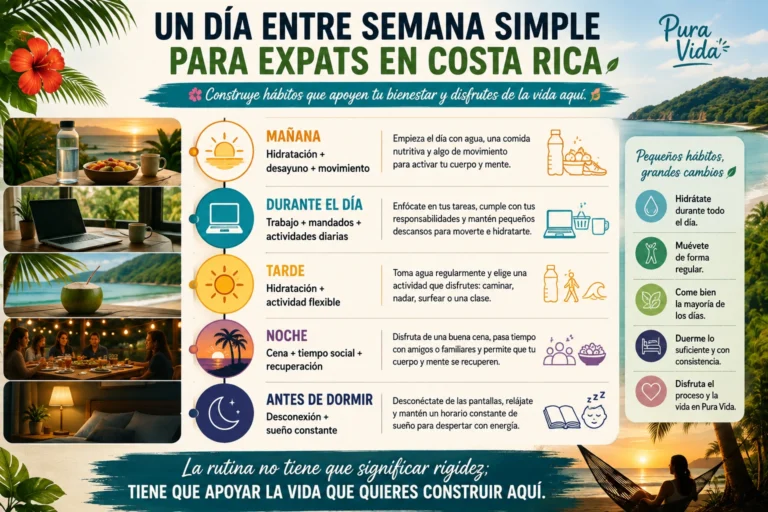 UN DÍA ENTRE SEMANA SIMPLE
PARA EXPATS EN COSTA RICA
Pura
Vida
Construye hábitos que apoyen tu bienestar y disfrutes de la vida aquí.
MAÑANA
Hidratación +
desayuno + movimiento
Empieza el día con agua, una comida
nutritiva y algo de movimiento
para activar tu cuerpo y mente.
DURANTE EL DÍA
Trabajo + mandados +
actividades diarias
Enfócate en tus tareas, cumple con tus
responsabilidades y mantén pequeños
descansos para moverte e hidratarte.
TARDE
Hidratación +
actividad flexible
Toma agua regularmente y elige una
actividad que disfrutes: caminar,
nadar, surfear o una clase.
NOCHE
Cena + tiempo social +
recuperación
Disfruta de una buena cena, pasa tiempo
con amigos o familiares y permite que tu
cuerpo y mente se recuperen.
ANTES DE DORMIR
Desconexión +
sueño constante
Desconéctate de las pantallas, relájate
y mantén un horario constante de
sueño para despertar con energía.
z z z
Pequeños hábitos,
grandes cambios
Hidrátate
durante todo
el día.
Muévete
de forma
regular.
Come bien
la mayoría de
los días.
Duerme lo
suficiente y con
consistencia.
Disfruta el
proceso y la
vida en Pura Vida.
La rutina no tiene que significar rigidez;
TIENE QUE APOYAR LA VIDA QUE QUIERES CONSTRUIR AQUÍ.